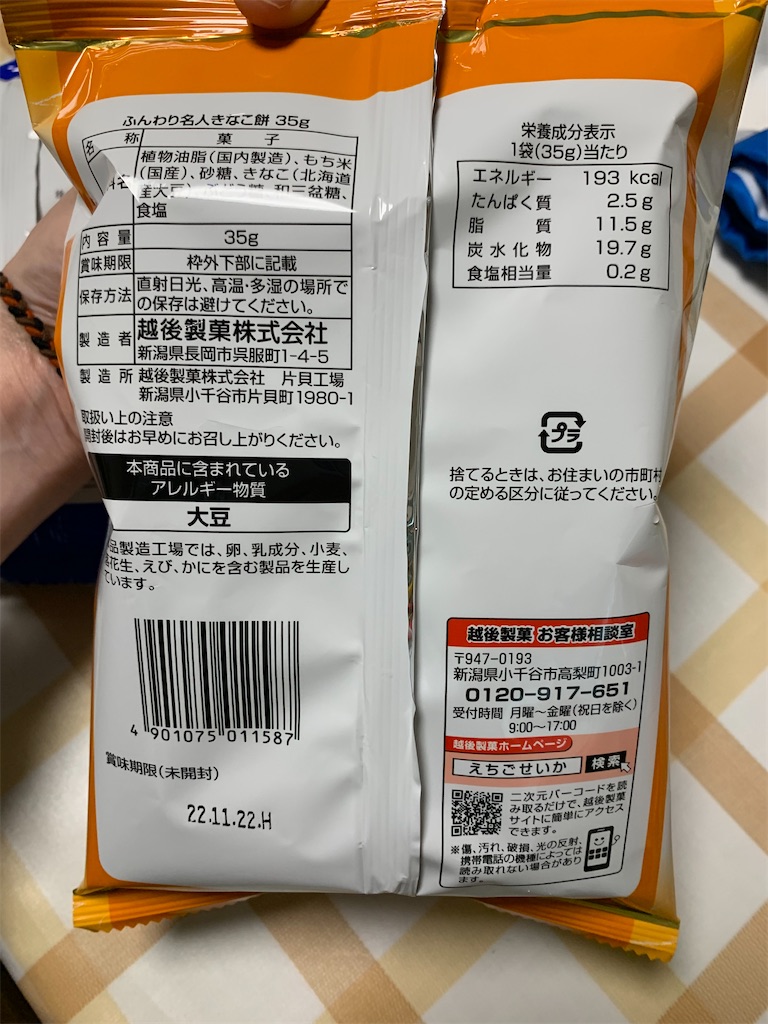 ふんわり名人きなこ餅 35g
名称 菓子
植物油脂(国内製造)、もち米
(国産)、砂糖、きなこ(北海道
産大豆)、和三盆糖、
食塩
内容量 35g
賞味期限 枠外下部に記載
保存方法 直射日光、高温・多湿の場所で
の保存は避けてください。
製造者 越後製菓株式会社
新潟県長岡市呉服町1-4-5
製造所 越後製菓株式会社 片貝工場
新潟県小千谷市片貝町1980-1
取扱い上の注意
開封後はお早めにお召し上がりください。
本商品に含まれている
アレルギー物質
大豆
品製造工場では、卵、乳成分、小麦、
花生、えび、かにを含む製品を生産し
ています。
4 901075 011587
賞味期限(未開封)
22.11.22.H
栄養成分表示
1袋(35g)当たり
エネルギー 193 kcal
たんぱく質 2.5g
脂質 11.5g
炭水化物 19.7g
食塩相当量 0.2g
プラ
捨てるときは、お住まいの市町村
の定める区分に従ってください。
越後製菓 お客様相談室
〒947-0193
新潟県小千谷市高梨町1003-1
0120-917-651
受付時間 月曜~金曜(祝日を除く)
9:00~17:00
越後製菓ホームページ
えちごせいか 検索
二次元バーコードを読
み取るだけで、越後製菓
サイトに簡単にアクセス
できます。
※傷、汚れ、破損、光の反射、
携帯電話の機種によっては
読み取れない場合があり
ます。